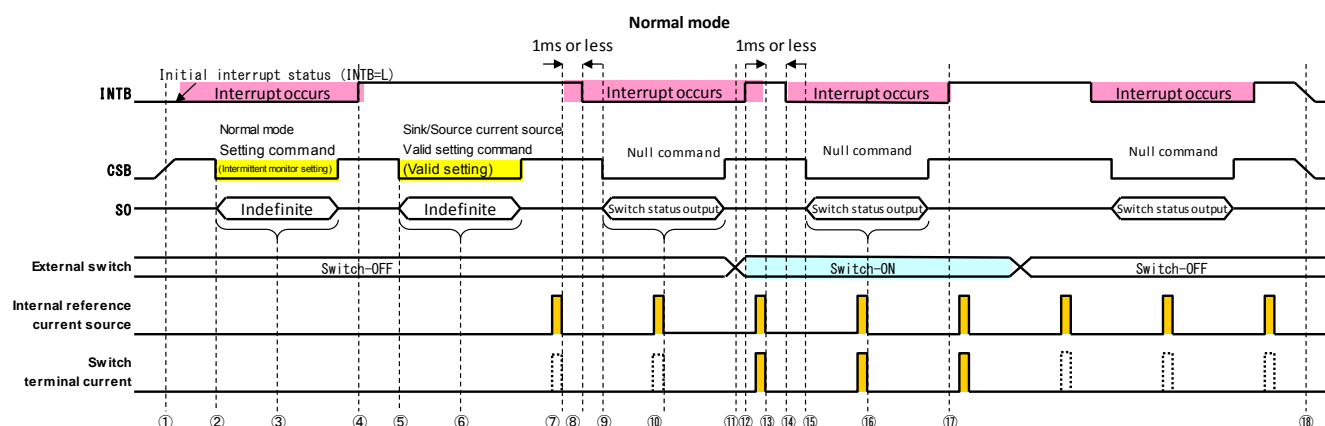 Normal mode
1ms or less
1ms or less
Initial interrupt status (INTB=L)
INTB
Interrupt occurs
Interrupt occurs
Interrupt occurs
Interrupt occurs
Normal mode
Setting command
(Intermittent monitor setting)
Sink/Source current source
Valid setting command
(Valid setting)
Null command
Null command
Null command
CSB
SO
Indefinite
Indefinite
Switch status output
Switch status output
Switch status output
External switch
Switch-OFF
Switch-ON
Switch-OFF
Internal reference
current source
Switch
terminal current
① ② ③ ④ ⑤ ⑥ ⑦ ⑧ ⑨ ⑩ ⑪ ⑫ ⑬ ⑭ ⑮ ⑯ ⑰ ⑱